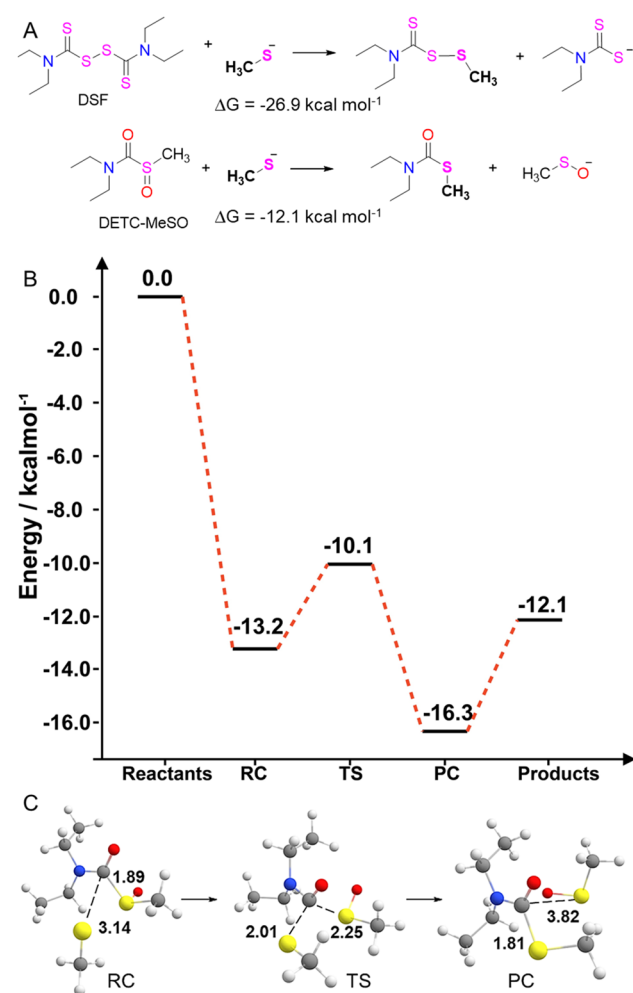 A
S
N
S
S
N
S
DSF
+
H₃C
S⁻
ΔG = -26.9 kcal mol⁻¹
S
N
S
S
CH₃
+
S
N
S⁻
O
N
S
CH₃
O
DETC-MeSO
+
H₃C
S⁻
ΔG = -12.1 kcal mol⁻¹
O
N
S
CH₃
+
H₃C
S
O⁻
B
Energy / kcalmol⁻¹
0.0
-2.0
-4.0
-6.0
-8.0
-10.0
-12.0
-14.0
-16.0
0.0
-13.2
-10.1
-16.3
-12.1
Reactants RC TS PC Products
C
1.89
3.14
RC
2.01
2.25
TS
3.82
1.81
PC